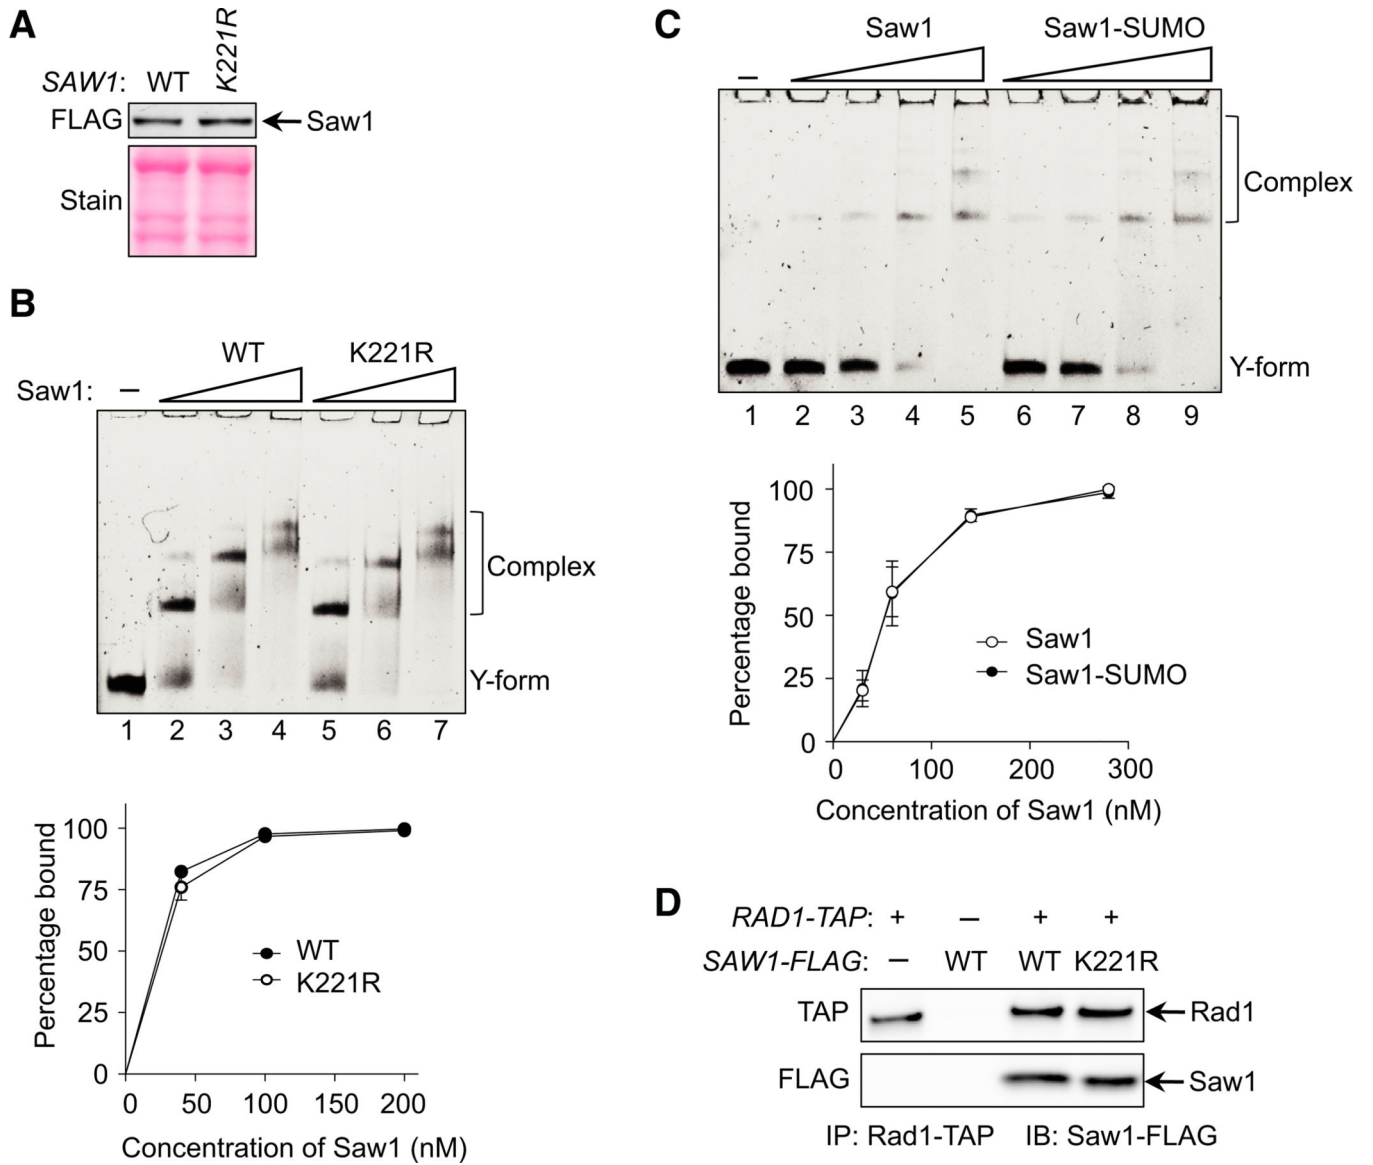 A
SAW1: WT K221R
FLAG Saw1
Stain
B
WT K221R
Saw1: –
Complex
Y-form
1 2 3 4 5 6 7
Percentage bound
100
75
50
25
0
WT
K221R
0 50 100 150 200
Concentration of Saw1 (nM)
C
Saw1 Saw1-SUMO
–
Complex
Y-form
1 2 3 4 5 6 7 8 9
Percentage bound
100
75
50
25
0
Saw1
Saw1-SUMO
0 100 200 300
Concentration of Saw1 (nM)
D
RAD1-TAP: + – + +
SAW1-FLAG: – WT WT K221R
TAP Rad1
FLAG Saw1
IP: Rad1-TAP IB: Saw1-FLAG